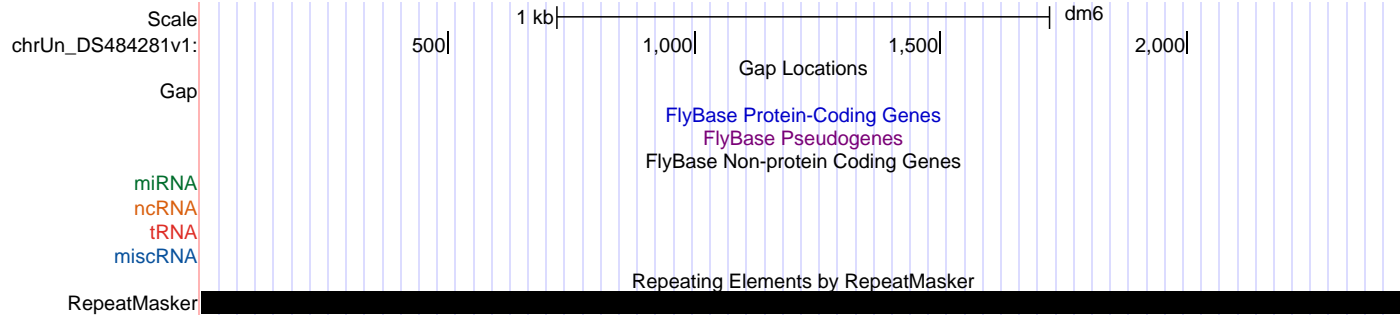 Scale 1 kb dm6
chrUn_DS484281v1: 500 1,000 1,500 2,000
Gap Locations
Gap
FlyBase Protein-Coding Genes
FlyBase Pseudogenes
FlyBase Non-protein Coding Genes
miRNA
ncRNA
tRNA
miscRNA
Repeating Elements by RepeatMasker
RepeatMasker